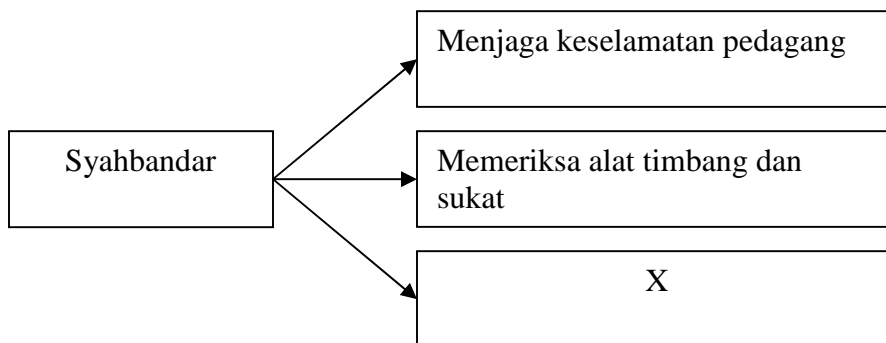 Menjaga keselamatan pedagang
Syahbandar
Memeriksa alat timbang dan
sukat
X